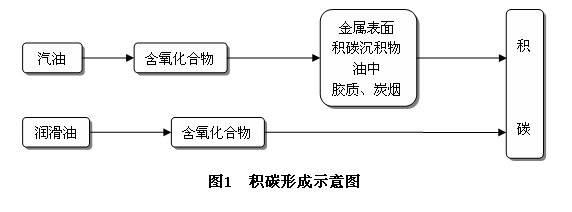 汽油
含氧化合物
金属表面
积碳沉积物
油中
胶质、炭烟
积
碳
润滑油
含氧化合物
图1 积碳形成示意图